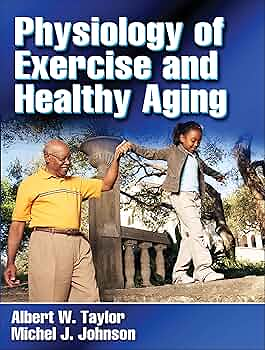 Physiology of
Exercise and
Healthy Aging
Albert W. Taylor
Michel J. Johnson